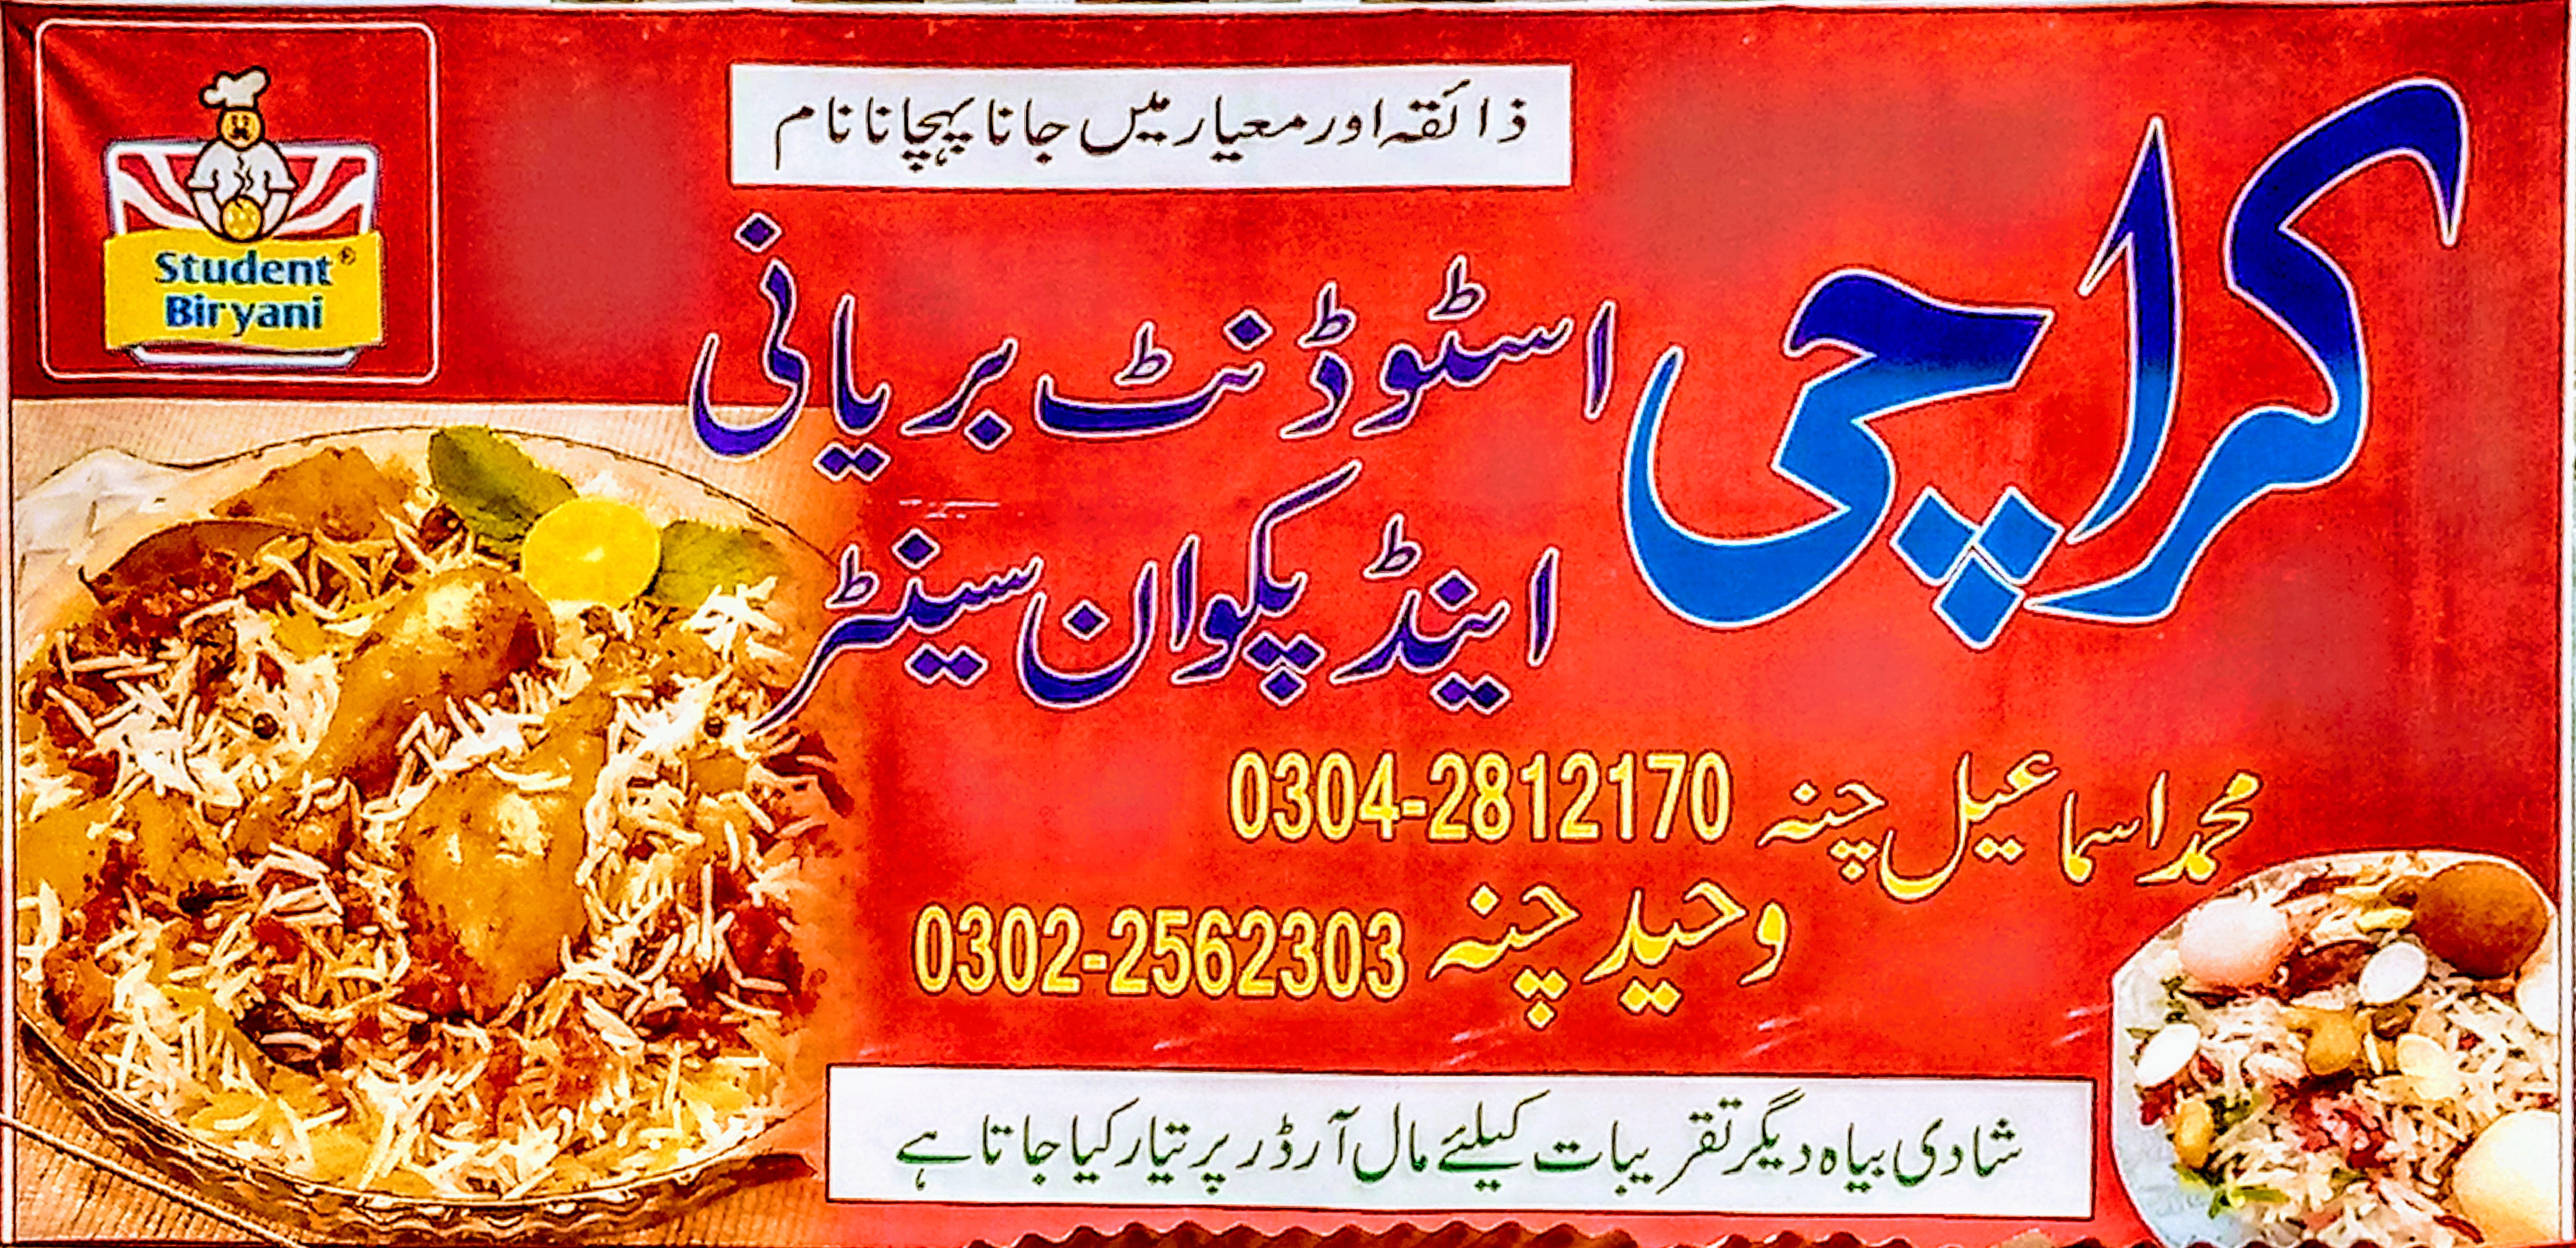 Student®
Biryani
ذائقہ اور معیار میں جانا پہچانا نام
کراچی
اسٹوڈنٹ بریانی
اینڈ پکوان سینٹر
محمد اسماعیل چنہ 0304-2812170
وحید چنہ 0302-2562303
شادی بیاہ دیگر تقریبات کیلئے مال آرڈر پر تیار کیا جاتا ہے